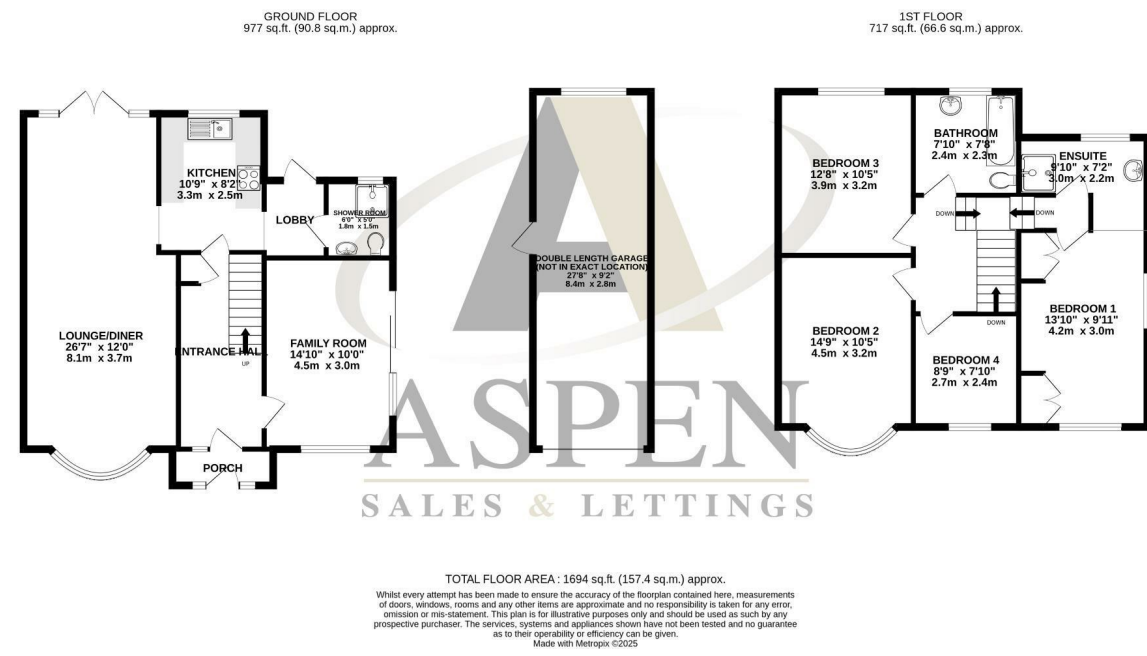 GROUND FLOOR
977 sq.ft. (90.8 sq.m.) approx.
1ST FLOOR
717 sq.ft. (66.6 sq.m.) approx.
KITCHEN
10'9" x 8'2"
3.3m x 2.5m
LOBBY
SHOWER ROOM
6'0" x 5'0"
1.8m x 1.5m
LOUNGE/DINER
26'7" x 12'0"
8.1m x 3.7m
ENTRANCE HALL
UP
FAMILY ROOM
14'10" x 10'0"
4.5m x 3.0m
PORCH
DOUBLE LENGTH GARAGE
(NOT IN EXACT LOCATION)
27'8" x 9'2"
8.4m x 2.8m
BEDROOM 3
12'8" x 10'5"
3.9m x 3.2m
BATHROOM
7'10" x 7'8"
2.4m x 2.3m
ENSUITE
9'10" x 7'2"
3.0m x 2.2m
DOWN
DOWN
DOWN
BEDROOM 2
14'9" x 10'5"
4.5m x 3.2m
BEDROOM 4
8'9" x 7'10"
2.7m x 2.4m
BEDROOM 1
13'10" x 9'11"
4.2m x 3.0m
A
ASPEN
SALES & LETTINGS
TOTAL FLOOR AREA : 1694 sq.ft. (157.4 sq.m.) approx.
Whilst every attempt has been made to ensure the accuracy of the floorplan contained here, measurements
of doors, windows, rooms and any other items are approximate and no responsibility is taken for any error,
omission or mis-statement. This plan is for illustrative purposes only and should be used as such by any
prospective purchaser. The services, systems and appliances shown have not been tested and no guarantee
as to their operability or efficiency can be given.
Made with Metropix ©2025